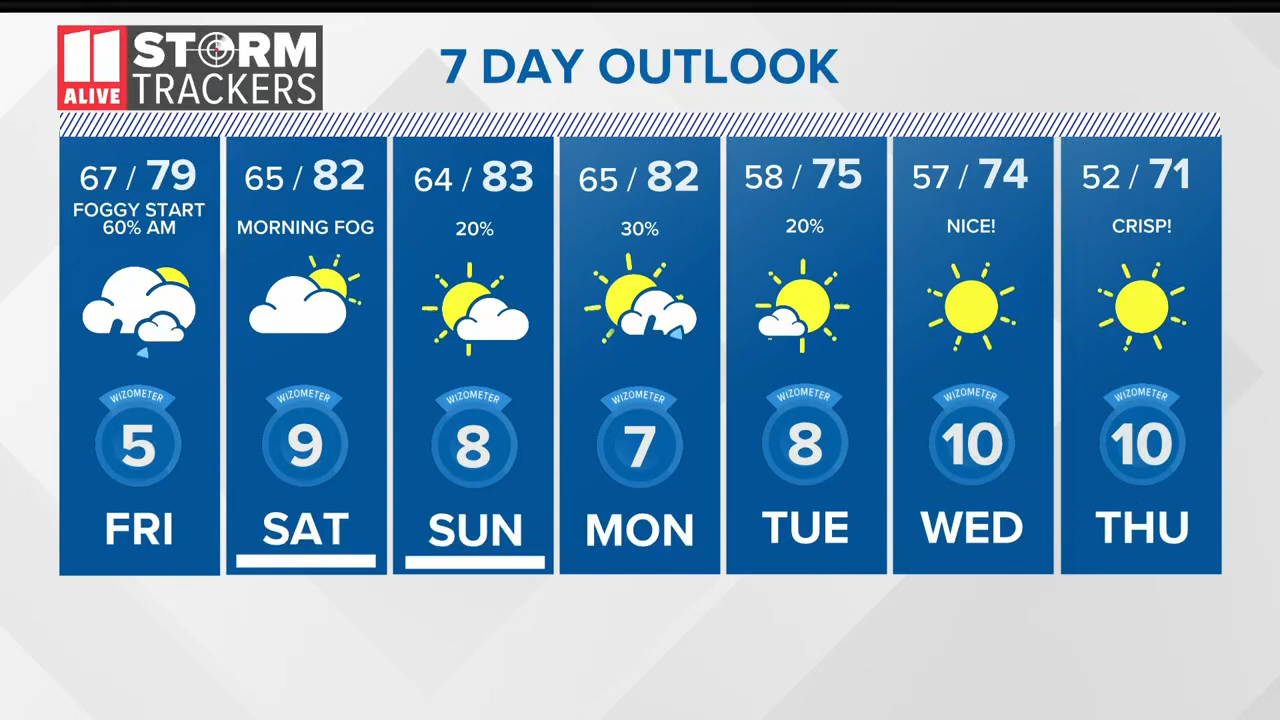 11
ALIVE
STORM
TRACKERS
7 DAY OUTLOOK
67 / 79
FOGGY START
60% AM
WIZOMETER
5
FRI
65 / 82
MORNING FOG
WIZOMETER
9
SAT
64 / 83
20%
WIZOMETER
8
SUN
65 / 82
30%
WIZOMETER
7
MON
58 / 75
20%
WIZOMETER
8
TUE
57 / 74
NICE!
WIZOMETER
10
WED
52 / 71
CRISP!
WIZOMETER
10
THU